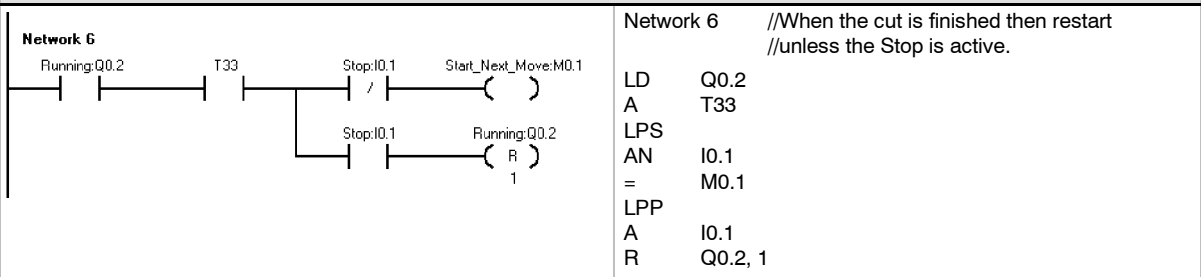 Network 6
Running:Q0.2 T33 Stop:I0.1 Start_Next_Move:M0.1
/
Stop:I0.1 Running:Q0.2
R
1
Network 6 //When the cut is finished then restart
//unless the Stop is active.
LD Q0.2
A T33
LPS
AN I0.1
= M0.1
LPP
A I0.1
R Q0.2, 1